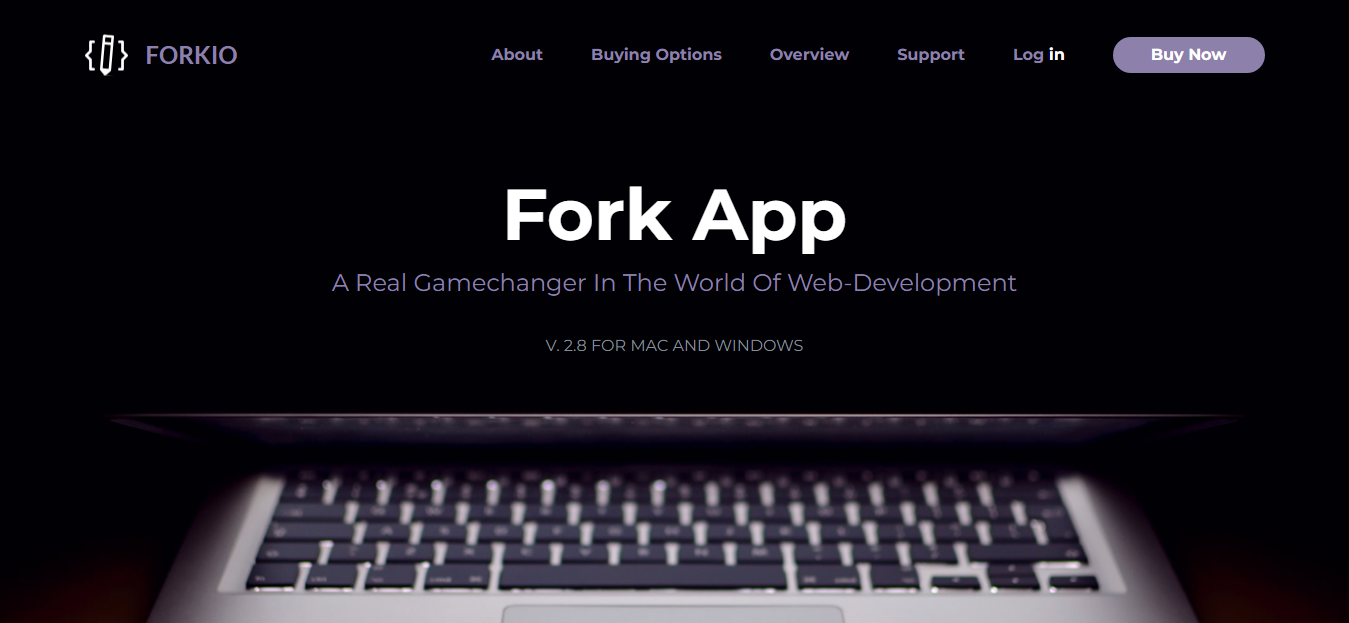 FORKIO
About Buying Options Overview Support Log in Buy Now
Fork App
A Real Gamechanger In The World Of Web-Development
V. 2.8 FOR MAC AND WINDOWS